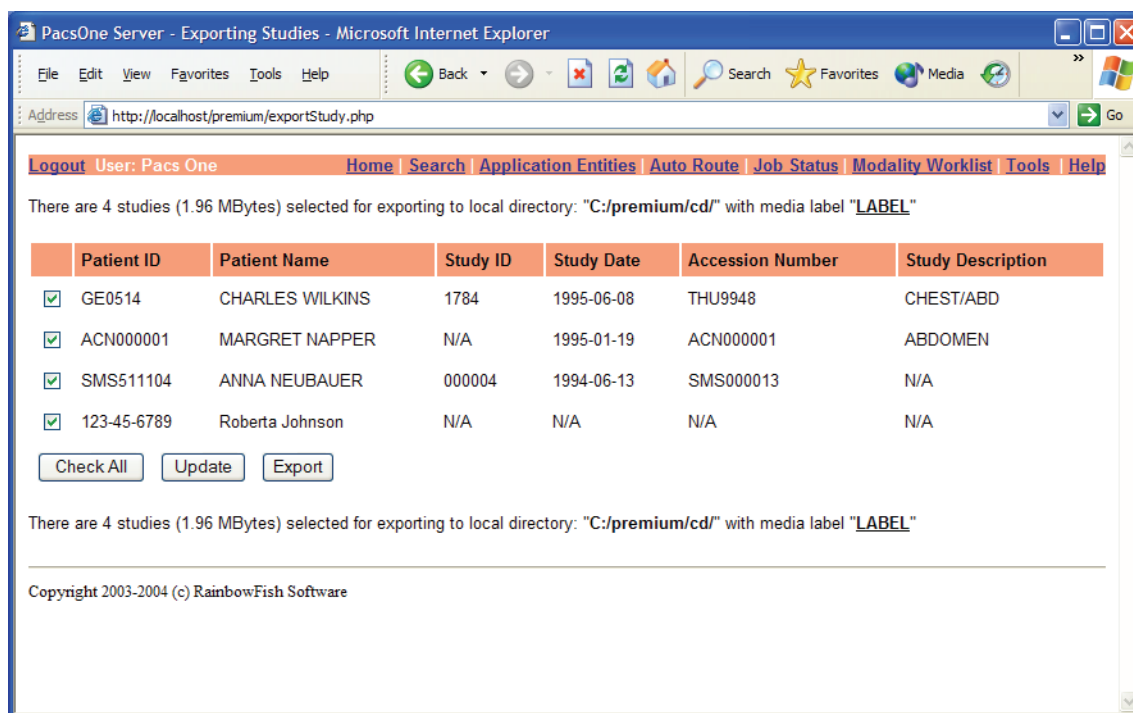 PacsOne Server - Exporting Studies - Microsoft Internet Explorer
File Edit View Favorites Tools Help Back Search Favorites Media »
Address http://localhost/premium/exportStudy.php Go
Logout User: Pacs One Home | Search | Application Entities | Auto Route | Job Status | Modality Worklist | Tools | Help
There are 4 studies (1.96 MBytes) selected for exporting to local directory: "C:/premium/cd/" with media label "LABEL"
Patient ID Patient Name Study ID Study Date Accession Number Study Description
GE0514 CHARLES WILKINS 1784 1995-06-08 THU9948 CHEST/ABD
ACN000001 MARGRET NAPPER N/A 1995-01-19 ACN000001 ABDOMEN
SMS511104 ANNA NEUBAUER 000004 1994-06-13 SMS000013 N/A
123-45-6789 Roberta Johnson N/A N/A N/A N/A
Check All Update Export
There are 4 studies (1.96 MBytes) selected for exporting to local directory: "C:/premium/cd/" with media label "LABEL"
Copyright 2003-2004 (c) RainbowFish Software